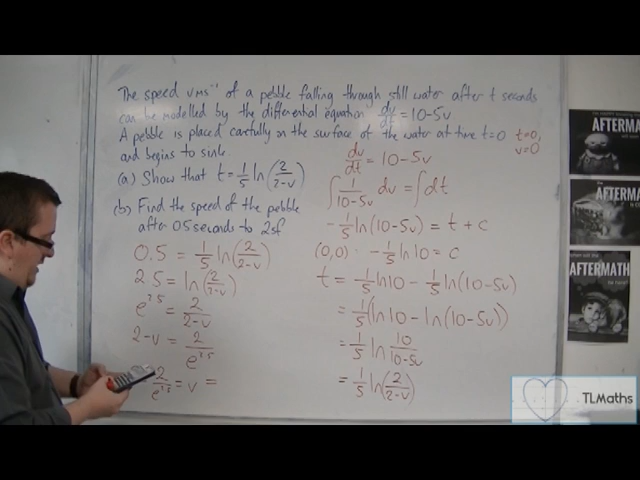 The speed v ms⁻¹ of a pebble falling through still water after t seconds
can be modelled by the differential equation dv/dt = 10-5v
A pebble is placed carefully on the surface of the water at time t=0
and begins to sink
t=0,
v=0
(a) Show that t = 1/5 ln(2/(2-v))
(b) Find the speed of the pebble
after 0.5 seconds to 2sf
0.5 = 1/5 ln(2/(2-v))
2.5 = ln(2/(2-v))
e^2.5 = 2/(2-v)
2-v = 2/e^2.5
2/e^2.5 = v =
dv/dt = 10-5v
∫ 1/(10-5v) dv = ∫ dt
-1/5 ln(10-5v) = t + c
(0,0) · -1/5 ln 10 = c
t = -1/5 ln10 - 1/5 ln(10-5v)
= 1/5 (ln 10 - ln(10-5v))
= 1/5 ln 10/(10-5v)
= 1/5 ln(2/(2-v))
AFTERMA
AFTERM
AFTERMATH
TLMaths